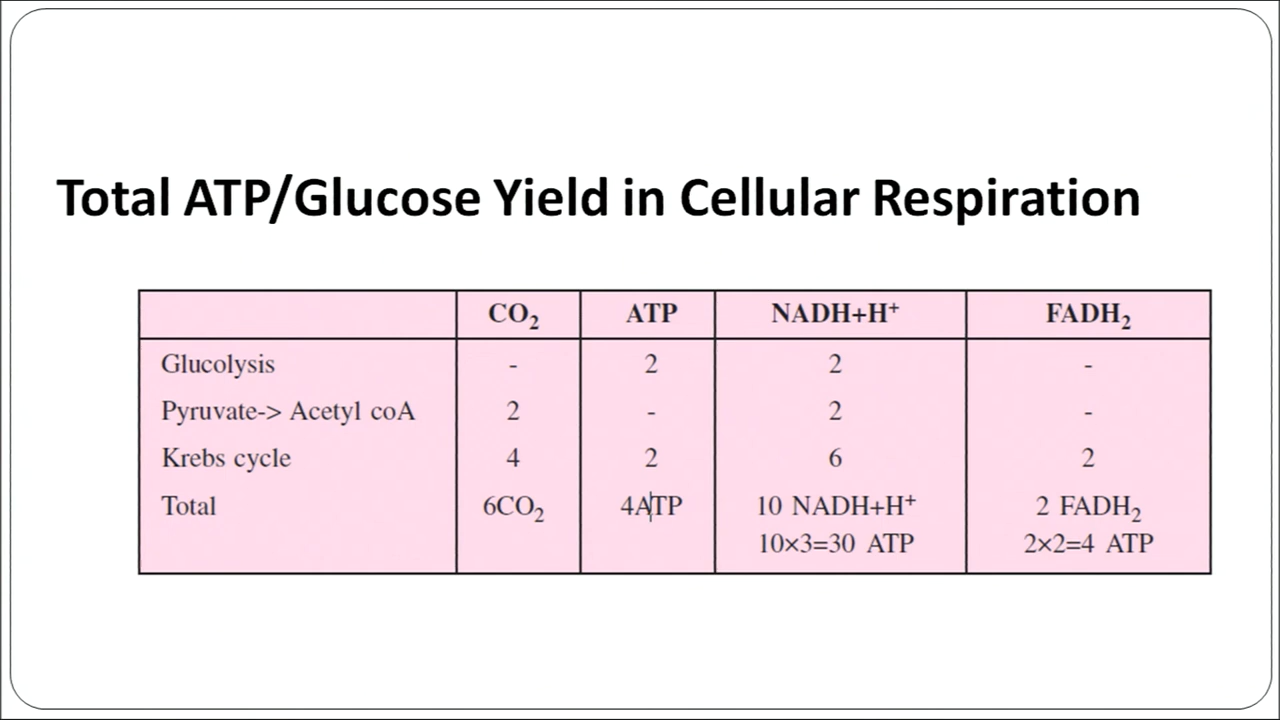 Total ATP/Glucose Yield in Cellular Respiration
CO₂ ATP NADH+H⁺ FADH₂
Glucolysis - 2 2 -
Pyruvate-> Acetyl coA 2 - 2 -
Krebs cycle 4 2 6 2
Total 6CO₂ 4ATP 10 NADH+H⁺ 2 FADH₂
10×3=30 ATP 2×2=4 ATP